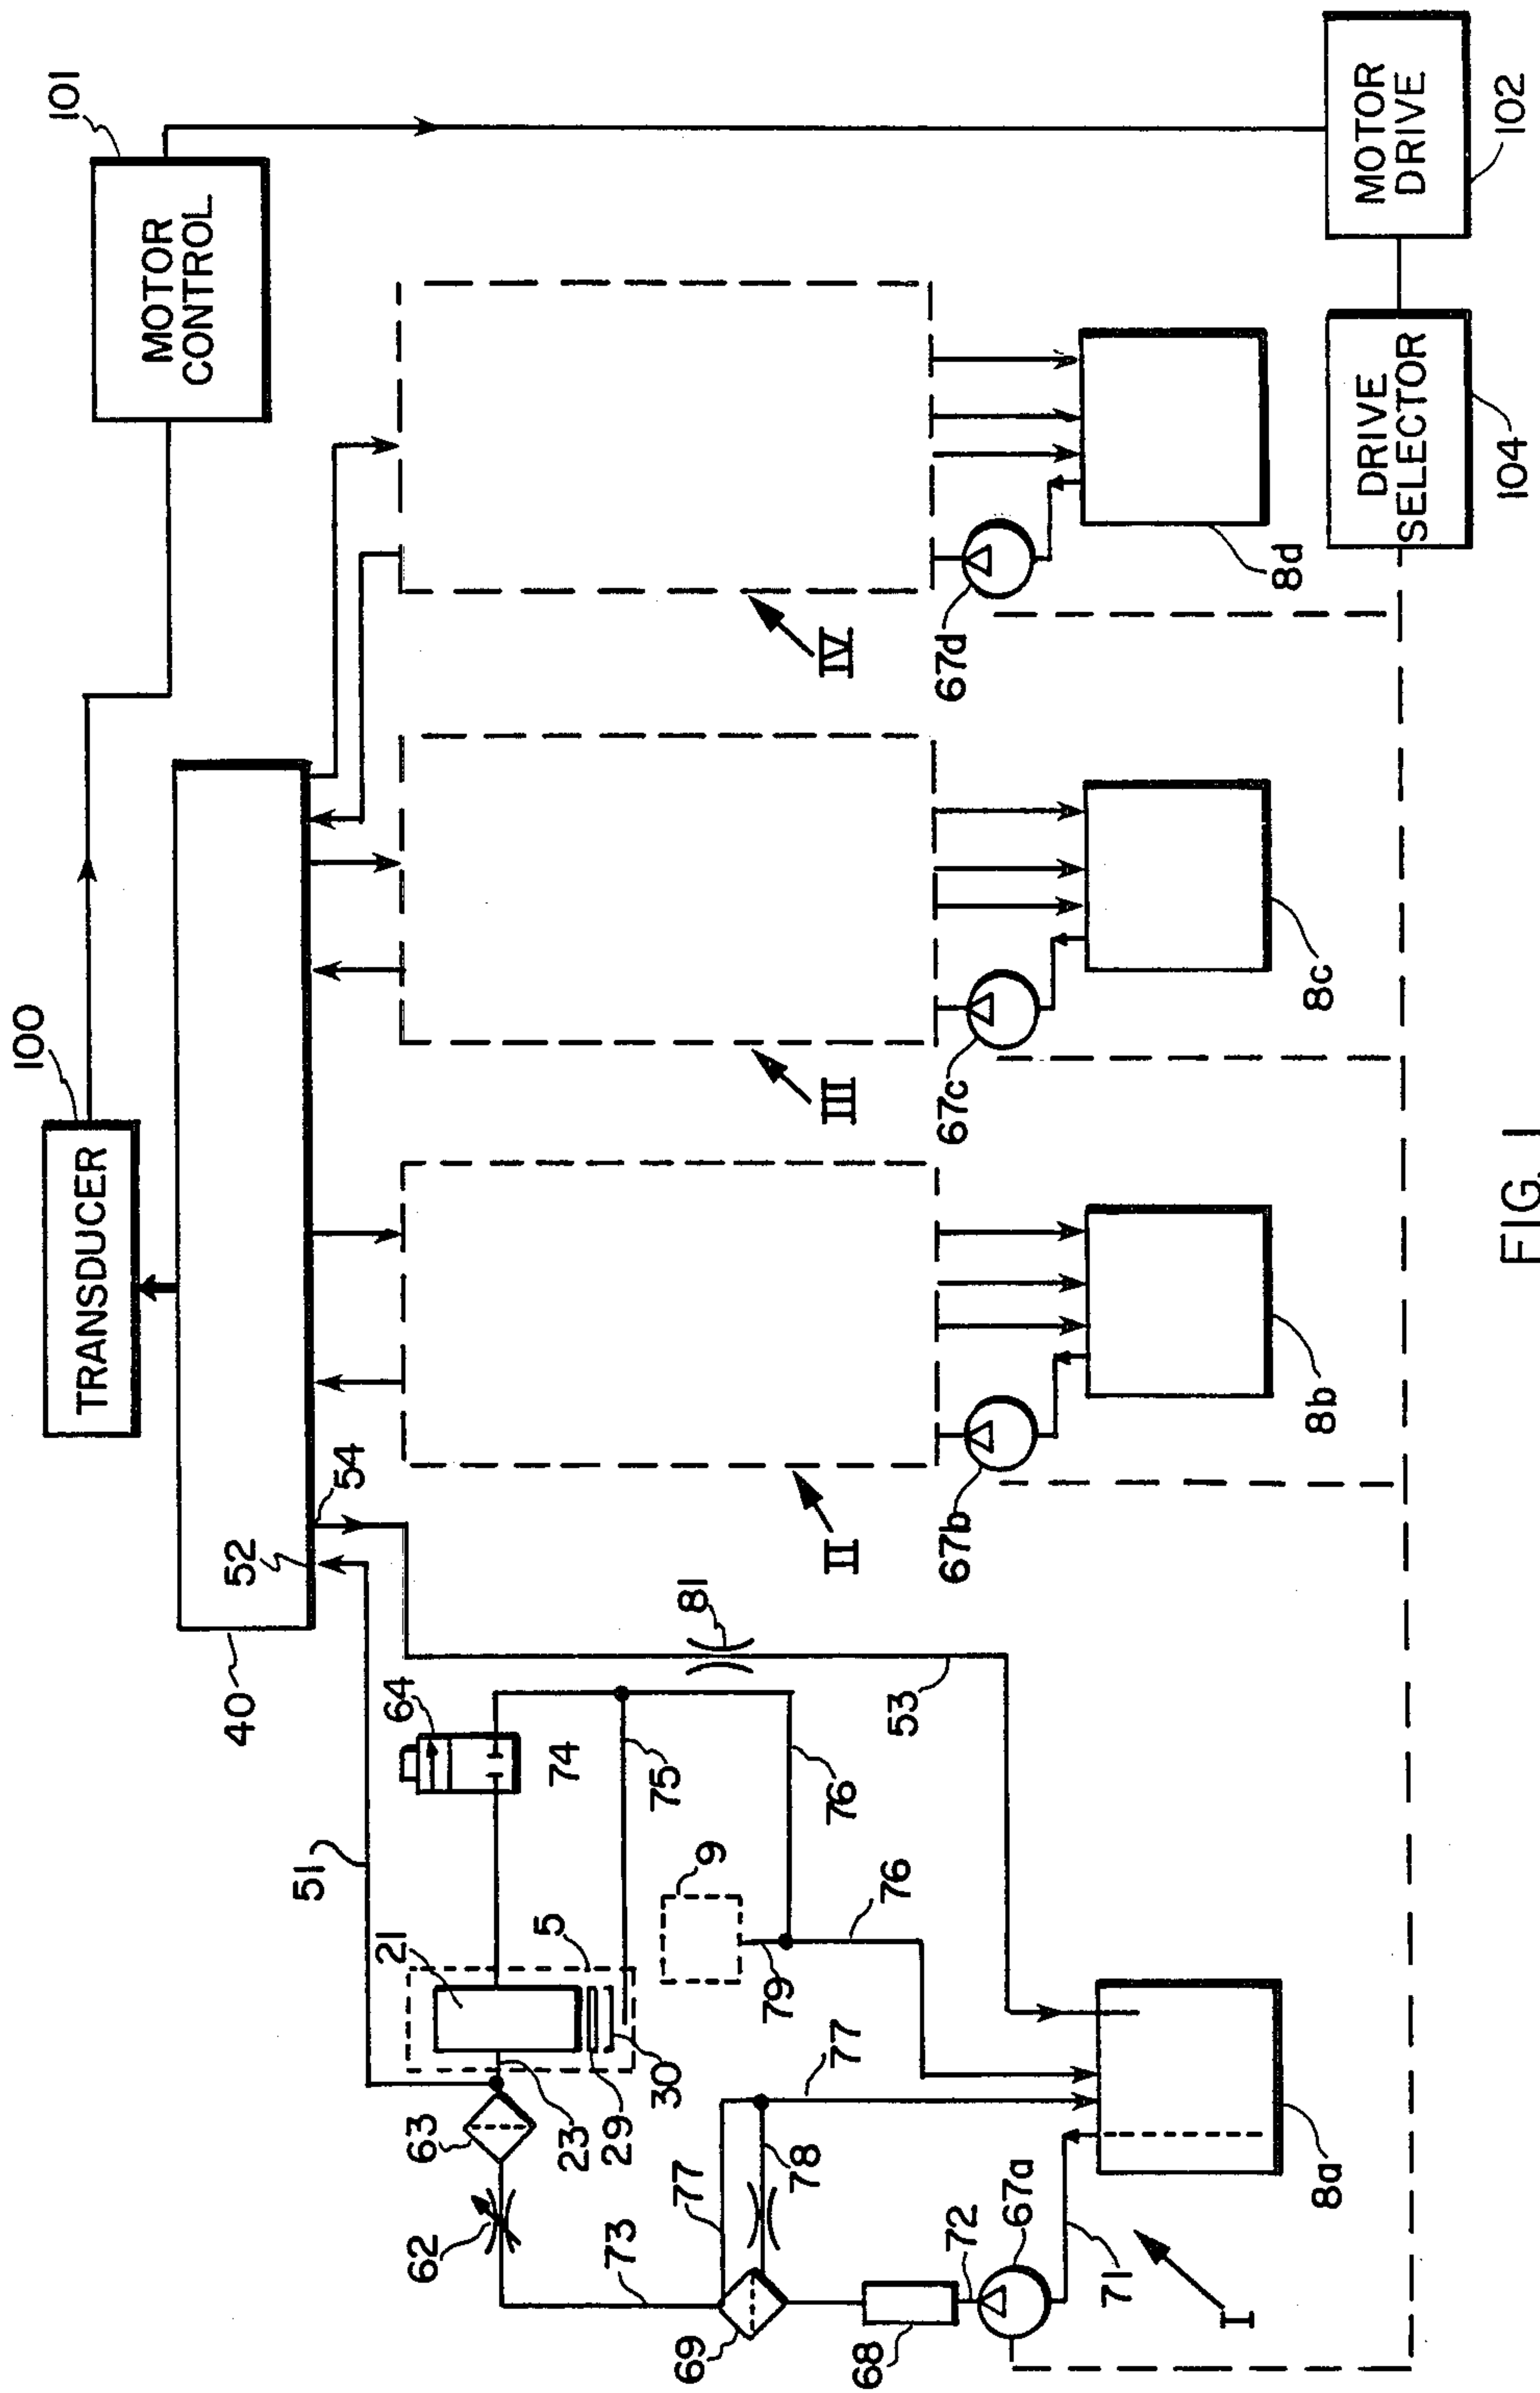 TRANSDUCER
100
MOTOR
CONTROL
101
40
52
54
51
64
21
5
74
63
23
29
30
62
75
81
9
79
76
76
53
73
77
78
77
69
68
72
67a
71
I
8a
II
67b
8b
III
67c
8c
IV
67d
8d
DRIVE
SELECTOR
104
MOTOR
DRIVE
102
FIG. 1